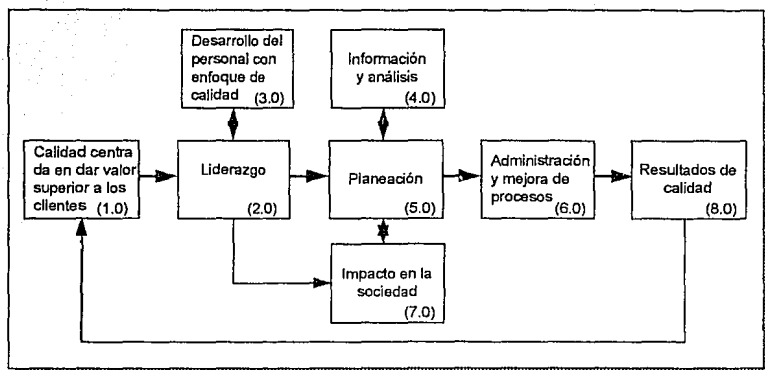 Desarrollo del
personal con
enfoque de
calidad (3.0)
Información
y análisis
(4.0)
Calidad centra
da en dar valor
superior a los
clientes (1.0)
Liderazgo
(2.0)
Planeación
(5.0)
Administración
y mejora de
procesos
(6.0)
Resultados de
calidad
(8.0)
Impacto en la
sociedad
(7.0)